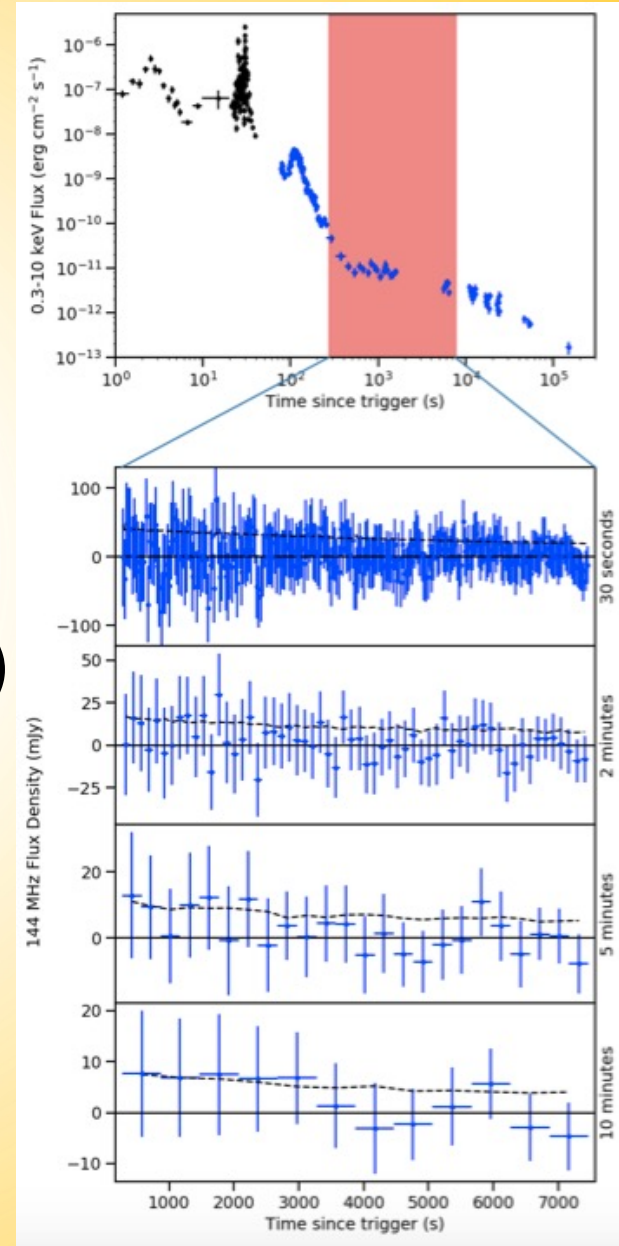 0.3-10 keV Flux (erg cm⁻² s⁻¹)
10⁻⁶
10⁻⁷
10⁻⁸
10⁻⁹
10⁻¹⁰
10⁻¹¹
10⁻¹²
10⁻¹³
10⁰ 10¹ 10² 10³ 10⁴ 10⁵
Time since trigger (s)
144 MHz Flux Density (mJy)
100
0
−100
30 seconds
50
25
0
−25
2 minutes
20
0
5 minutes
20
10
0
−10
10 minutes
1000 2000 3000 4000 5000 6000 7000
Time since trigger (s)